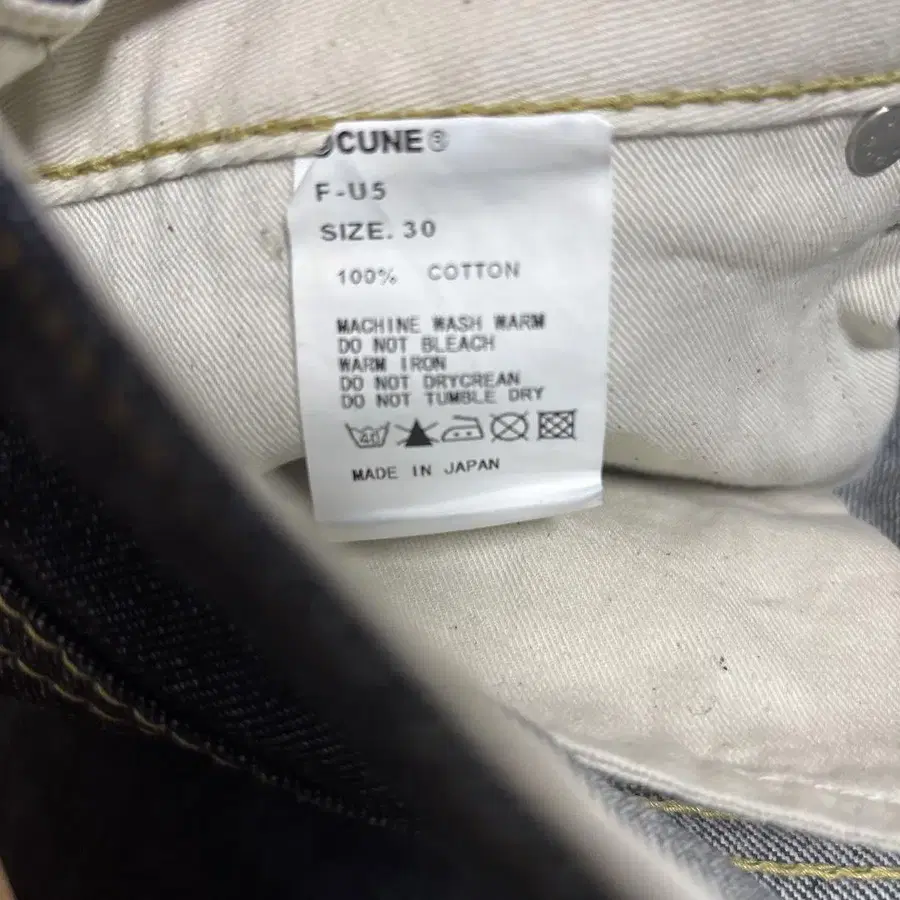 CUNE®
F-U5
SIZE. 30
100% COTTON
MACHINE WASH WARM
DO NOT BLEACH
WARM IRON
DO NOT DRYCREAN
DO NOT TUMBLE DRY
40
MADE IN JAPAN